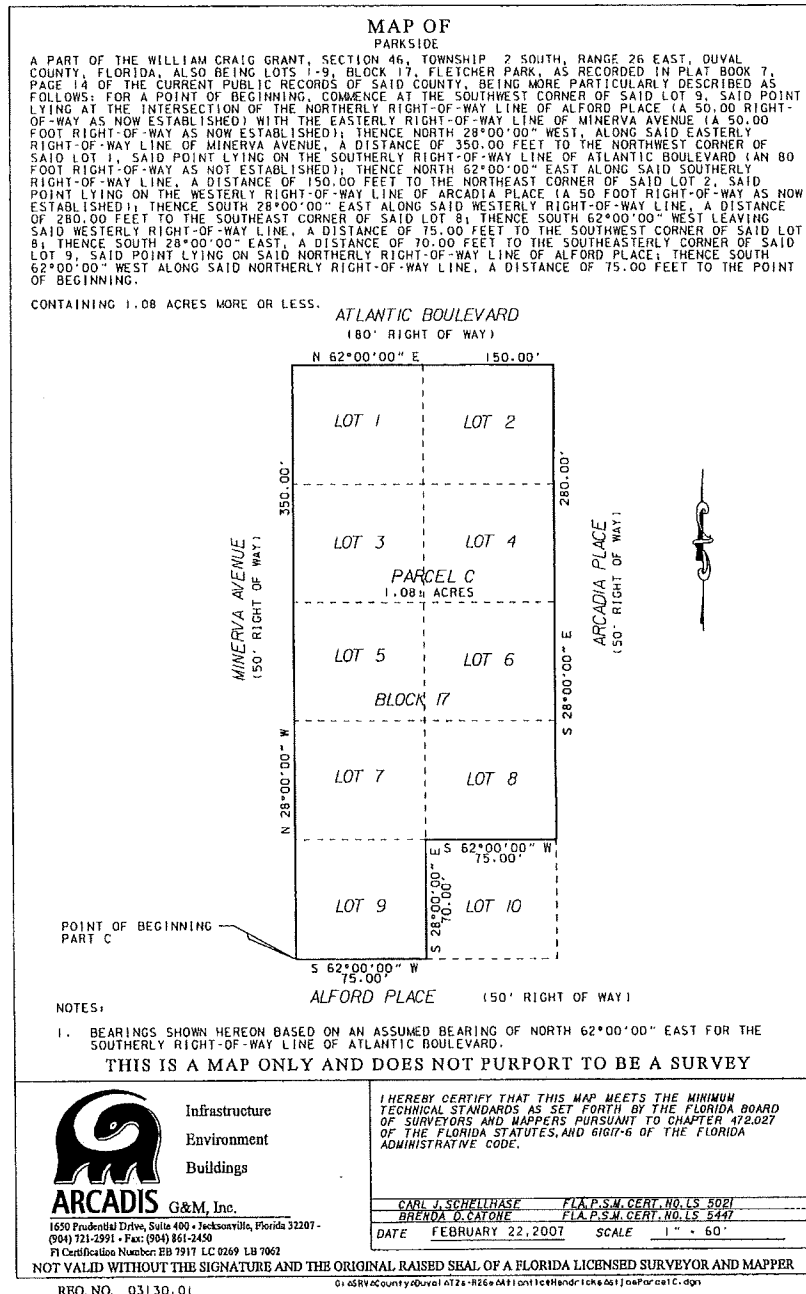 MAP OF
PARKSIDE
A PART OF THE WILLIAM CRAIG GRANT, SECTION 46, TOWNSHIP 2 SOUTH, RANGE 26 EAST, DUVAL
COUNTY, FLORIDA, ALSO BEING LOTS 1-9, BLOCK 17, FLETCHER PARK, AS RECORDED IN PLAT BOOK 7,
PAGE 14 OF THE CURRENT PUBLIC RECORDS OF SAID COUNTY, BEING MORE PARTICULARLY DESCRIBED AS
FOLLOWS: FOR A POINT OF BEGINNING, COMMENCE AT THE SOUTHWEST CORNER OF SAID LOT 9, SAID POINT
LYING AT THE INTERSECTION OF THE NORTHERLY RIGHT-OF-WAY LINE OF ALFORD PLACE (A 50.00 RIGHT-
OF-WAY AS NOW ESTABLISHED) WITH THE EASTERLY RIGHT-OF-WAY LINE OF MINERVA AVENUE (A 50.00
FOOT RIGHT-OF-WAY AS NOW ESTABLISHED); THENCE NORTH 28°00'00" WEST, ALONG SAID EASTERLY
RIGHT-OF-WAY LINE OF MINERVA AVENUE, A DISTANCE OF 350.00 FEET TO THE NORTHWEST CORNER OF
SAID LOT 1, SAID POINT LYING ON THE SOUTHERLY RIGHT-OF-WAY LINE OF ATLANTIC BOULEVARD (AN 80
FOOT RIGHT-OF-WAY AS NOT ESTABLISHED); THENCE NORTH 62°00'00" EAST ALONG SAID SOUTHERLY
RIGHT-OF-WAY LINE, A DISTANCE OF 150.00 FEET TO THE NORTHEAST CORNER OF SAID LOT 2, SAID
POINT LYING ON THE WESTERLY RIGHT-OF-WAY LINE OF ARCADIA PLACE (A 50 FOOT RIGHT-OF-WAY AS NOW
ESTABLISHED); THENCE SOUTH 28°00'00" EAST ALONG SAID WESTERLY RIGHT-OF-WAY LINE, A DISTANCE
OF 280.00 FEET TO THE SOUTHEAST CORNER OF SAID LOT 8; THENCE SOUTH 62°00'00" WEST LEAVING
SAID WESTERLY RIGHT-OF-WAY LINE, A DISTANCE OF 75.00 FEET TO THE SOUTHWEST CORNER OF SAID LOT
8; THENCE SOUTH 28°00'00" EAST, A DISTANCE OF 70.00 FEET TO THE SOUTHEASTERLY CORNER OF SAID
LOT 9, SAID POINT LYING ON SAID NORTHERLY RIGHT-OF-WAY LINE OF ALFORD PLACE; THENCE SOUTH
62°00'00" WEST ALONG SAID NORTHERLY RIGHT-OF-WAY LINE, A DISTANCE OF 75.00 FEET TO THE POINT
OF BEGINNING.
CONTAINING 1.08 ACRES MORE OR LESS.
ATLANTIC BOULEVARD
(80' RIGHT OF WAY)
N 62°00'00" E 150.00'
LOT 1 LOT 2
350.00'
280.00'
LOT 3 LOT 4
PARCEL C
1.08± ACRES
MINERVA AVENUE
(50' RIGHT OF WAY)
ARCADIA PLACE
(50' RIGHT OF WAY)
LOT 5 LOT 6
BLOCK 17
S 28°00'00" E
N 28°00'00" W
LOT 7 LOT 8
S 62°00'00" W
75.00'
S 28°00'00" E
70.00'
LOT 9 LOT 10
POINT OF BEGINNING
PART C
S 62°00'00" W
75.00'
ALFORD PLACE (50' RIGHT OF WAY)
NOTES:
1. BEARINGS SHOWN HEREON BASED ON AN ASSUMED BEARING OF NORTH 62°00'00" EAST FOR THE
SOUTHERLY RIGHT-OF-WAY LINE OF ATLANTIC BOULEVARD.
THIS IS A MAP ONLY AND DOES NOT PURPORT TO BE A SURVEY
Infrastructure
Environment
Buildings
ARCADIS G&M, Inc.
1650 Prudential Drive, Suite 400 • Jacksonville, Florida 32207 -
(904) 721-2991 • Fax: (904) 861-2450
Fl Certification Number: EB 7917 LC 0269 LB 7062
I HEREBY CERTIFY THAT THIS MAP MEETS THE MINIMUM
TECHNICAL STANDARDS AS SET FORTH BY THE FLORIDA BOARD
OF SURVEYORS AND MAPPERS PURSUANT TO CHAPTER 472.027
OF THE FLORIDA STATUTES, AND 61G17-6 OF THE FLORIDA
ADMINISTRATIVE CODE.
CARL J. SCHELLHASE FLA.P.S.M. CERT. NO. LS 5021
BRENDA D. CATONE FLA.P.S.M. CERT. NO. LS 5447
DATE FEBRUARY 22, 2007 SCALE 1" = 60'
NOT VALID WITHOUT THE SIGNATURE AND THE ORIGINAL RAISED SEAL OF A FLORIDA LICENSED SURVEYOR AND MAPPER
REQ. NO. 03130.01